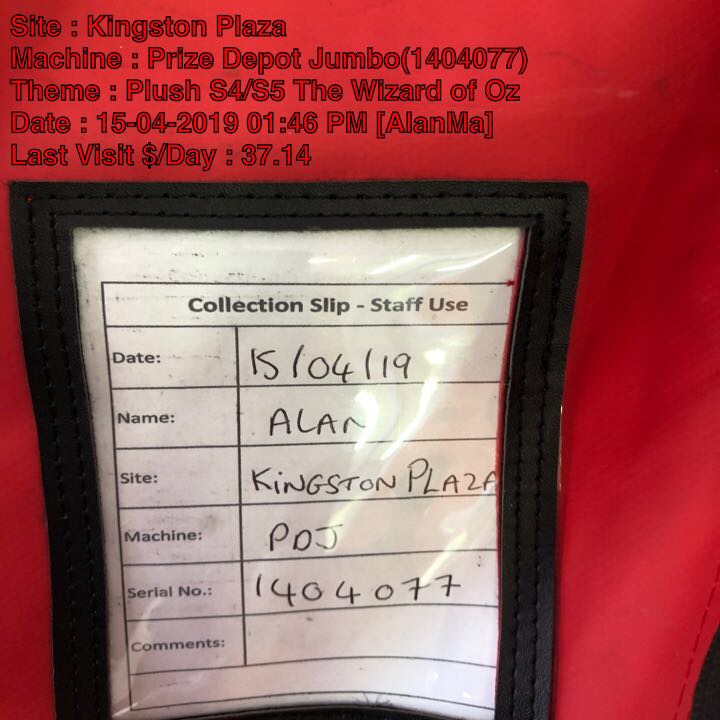 Site : Kingston Plaza
Machine : Prize Depot Jumbo(1404077)
Theme : Plush S4/S5 The Wizard of Oz
Date : 15-04-2019 01:46 PM [AlanMa]
Last Visit $/Day : 37.14
Collection Slip - Staff Use
Date: 15/04/19
Name: ALAN
Site: KINGSTON PLAZA
Machine: PDJ
Serial No.: 1404077
Comments: